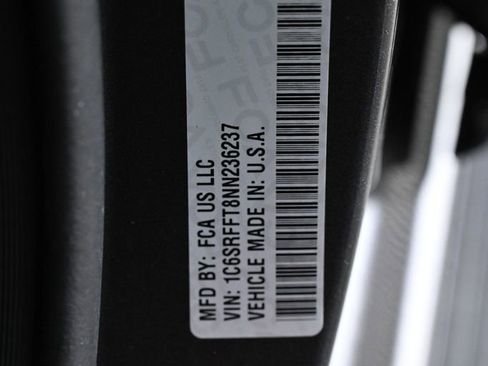 MFD BY: FCA US LLC
VIN: 1C6SRFFT8NN236237
VEHICLE MADE IN: U.S.A.